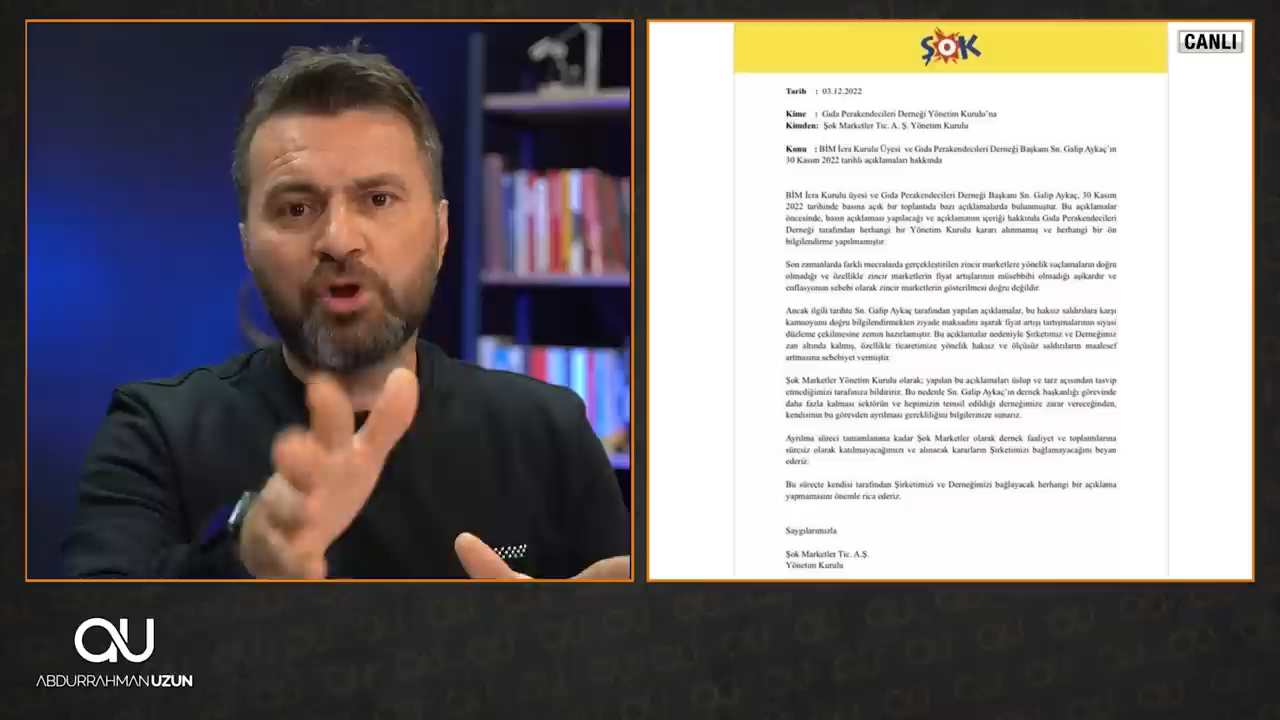 ŞOK
CANLI
Tarih : 03.12.2022
Kime : Gıda Perakendecileri Derneği Yönetim Kurulu'na
Kimden: Şok Marketler Tic. A. Ş. Yönetim Kurulu
Konu : BİM İcra Kurulu Üyesi ve Gıda Perakendecileri Derneği Başkanı Sn. Galip Aykaç'ın
30 Kasım 2022 tarihli açıklamaları hakkında
BİM İcra Kurulu üyesi ve Gıda Perakendecileri Derneği Başkanı Sn. Galip Aykaç, 30 Kasım
2022 tarihinde basına açık bir toplantıda bazı açıklamalarda bulunmuştur. Bu açıklamalar
öncesinde, basın açıklaması yapılacağı ve açıklamanın içeriği hakkında Gıda Perakendecileri
Derneği tarafından herhangi bir Yönetim Kurulu kararı alınmamış ve herhangi bir ön
bilgilendirme yapılmamıştır.
Son zamanlarda farklı mecralarda gerçekleştirilen zincir marketlere yönelik suçlamaların doğru
olmadığı ve özellikle zincir marketlerin fiyat artışlarının müsebbibi olmadığı aşikardır ve
enflasyonun sebebi olarak zincir marketlerin gösterilmesi doğru değildir.
Ancak ilgili tarihte Sn. Galip Aykaç tarafından yapılan açıklamalar, bu haksız saldırılara karşı
kamuoyunu doğru bilgilendirmekten ziyade maksadını aşarak fiyat artışı tartışmalarının siyasi
düzleme çekilmesine zemin hazırlamıştır. Bu açıklamalar nedeniyle Şirketimiz ve Derneğimiz
zan altında kalmış, özellikle ticaretimize yönelik haksız ve ölçüsüz saldırıların maalesef
artmasına sebebiyet vermiştir.
Şok Marketler Yönetim Kurulu olarak; yapılan bu açıklamaları üslup ve tarz açısından tasvip
etmediğimizi tarafınıza bildiririz. Bu nedenle Sn. Galip Aykaç'ın dernek başkanlığı görevinde
daha fazla kalması sektörün ve hepimizin temsil edildiği derneğimize zarar vereceğinden,
kendisinin bu görevden ayrılması gerekliliğini bilgilerinize sunarız.
Ayrılma süreci tamamlanana kadar Şok Marketler olarak dernek faaliyet ve toplantılarına
süresiz olarak katılmayacağımızı ve alınacak kararların Şirketimizi bağlamayacağını beyan
ederiz.
Bu süreçte kendisi tarafından Şirketimizi ve Derneğimizi bağlayacak herhangi bir açıklama
yapmamasını önemle rica ederiz.
Saygılarımızla
Şok Marketler Tic. A.Ş.
Yönetim Kurulu
AU
ABDURRAHMANUZUN